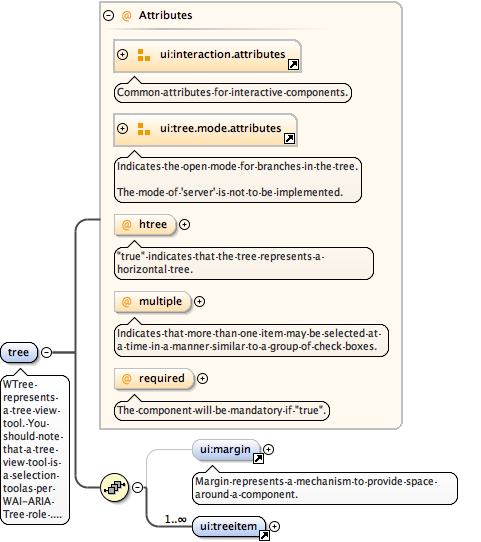 Attributes
ui:interaction.attributes
Common-attributes-for-interactive-components.
ui:tree.mode.attributes
Indicates-the-open-mode-for-branches-in-the-tree.
The-mode-of-'server'-is-not-to-be-implemented.
@ htree
"true"-indicates-that-the-tree-represents-a-
horizontal-tree.
@ multiple
Indicates-that-more-than-one-item-may-be-selected-at-
a-time-in-a-manner-similar-to-a-group-of-check-boxes.
@ required
The-component-will-be-mandatory-if-"true".
tree
WTree-
represents-
a-tree-view-
tool.-You-
should-note-
that-a-tree-
view-tool-is-
a-selection-
toolas-per-
WAI-ARIA-
Tree-role-....
ui:margin
Margin-represents-a-mechanism-to-provide-space-
around-a-component.
1..∞
ui:treeitem